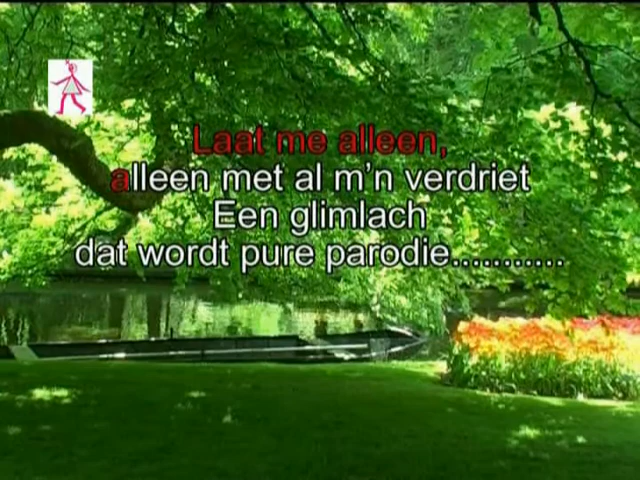 Laat me alleen,
alleen met al m'n verdriet
Een glimlach
dat wordt pure parodie...........